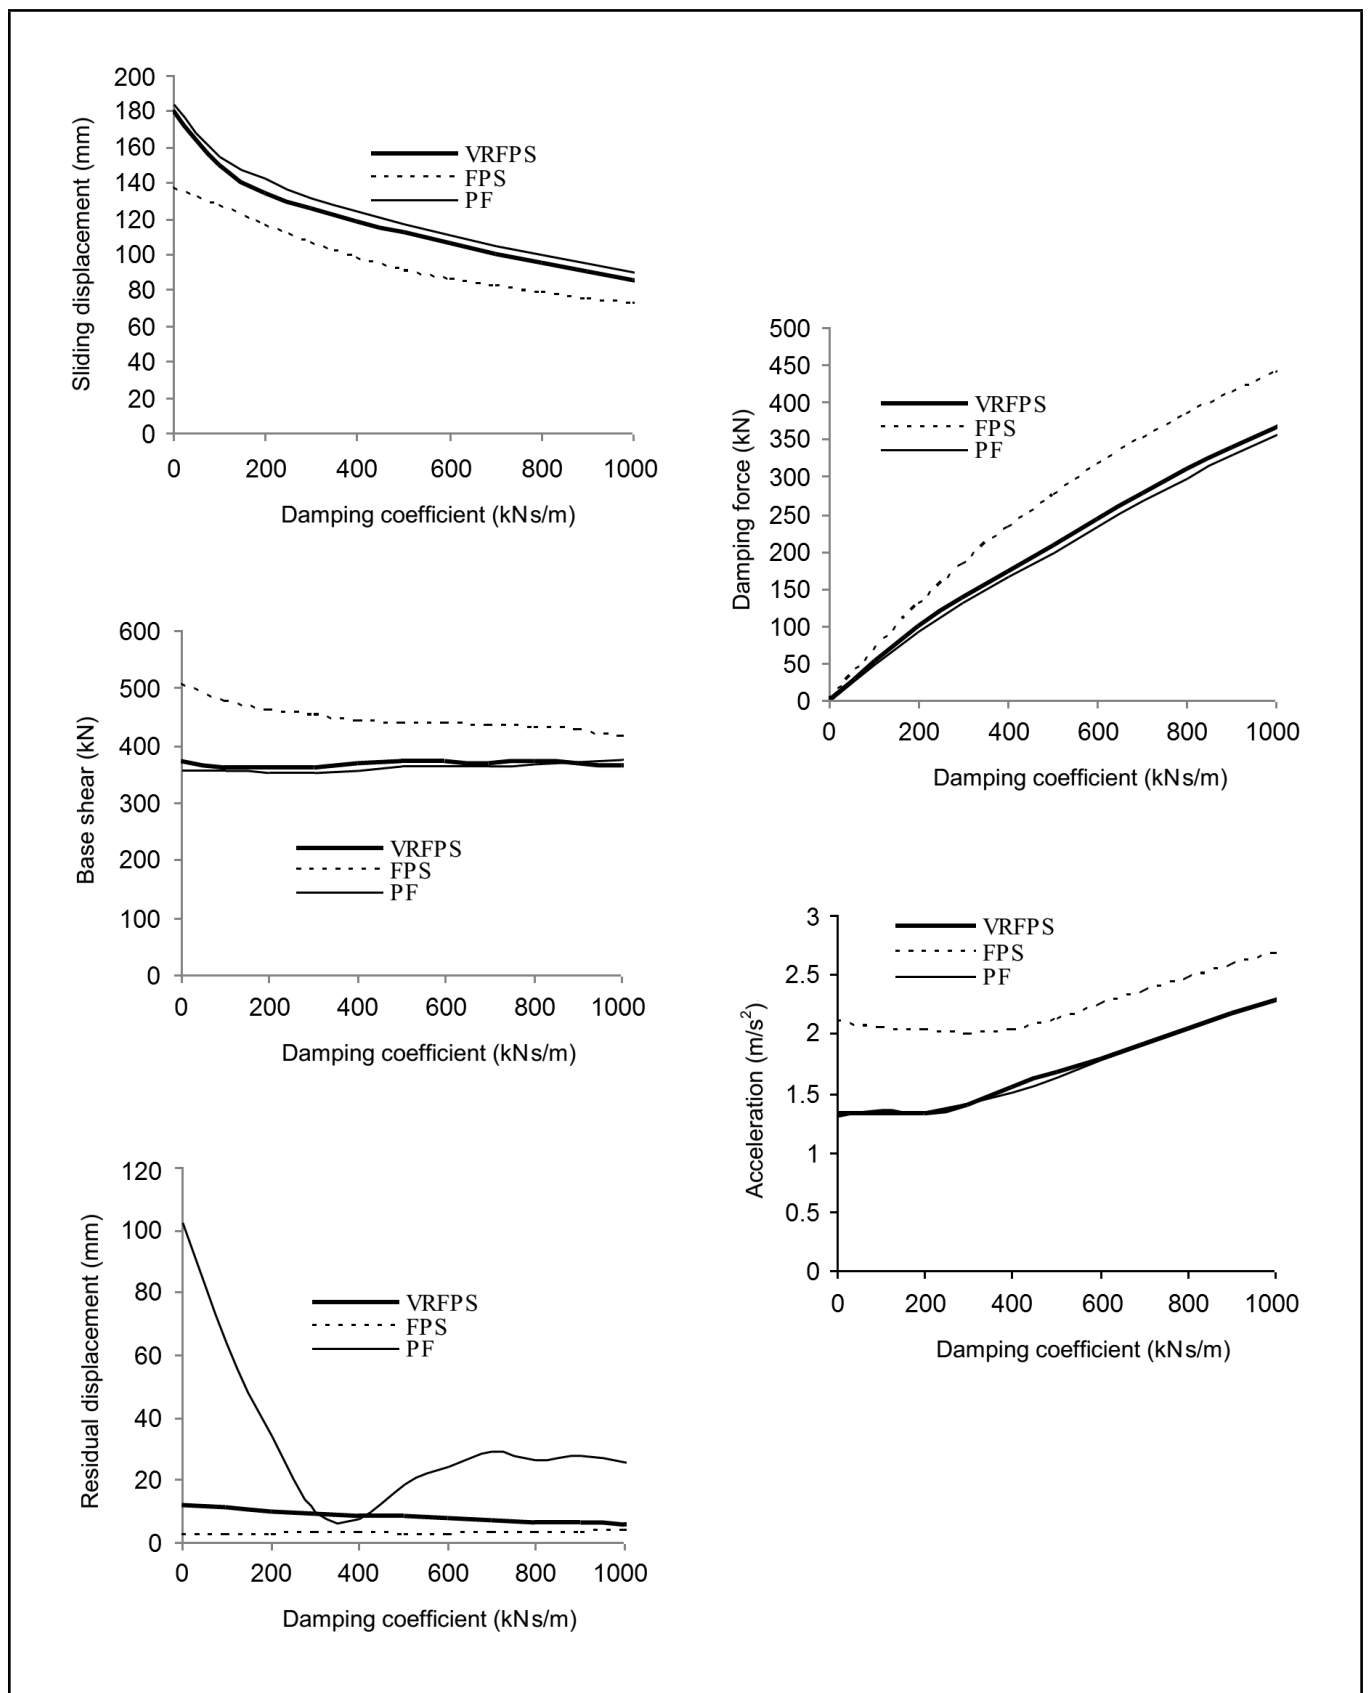 200
180
160
140
120
100
80
60
40
20
0
Sliding displacement (mm)
VRFPS
FPS
PF
0 200 400 600 800 1000
Damping coefficient (kNs/m)
500
450
400
350
300
250
200
150
100
50
0
Damping force (kN)
VRFPS
FPS
PF
0 200 400 600 800 1000
Damping coefficient (kNs/m)
600
500
400
300
200
100
0
Base shear (kN)
VRFPS
FPS
PF
0 200 400 600 800 1000
Damping coefficient (kNs/m)
3
2.5
2
1.5
1
0.5
0
Acceleration (m/s²)
VRFPS
FPS
PF
0 200 400 600 800 1000
Damping coefficient (kNs/m)
120
100
80
60
40
20
0
Residual displacement (mm)
VRFPS
FPS
PF
0 200 400 600 800 1000
Damping coefficient (kNs/m)